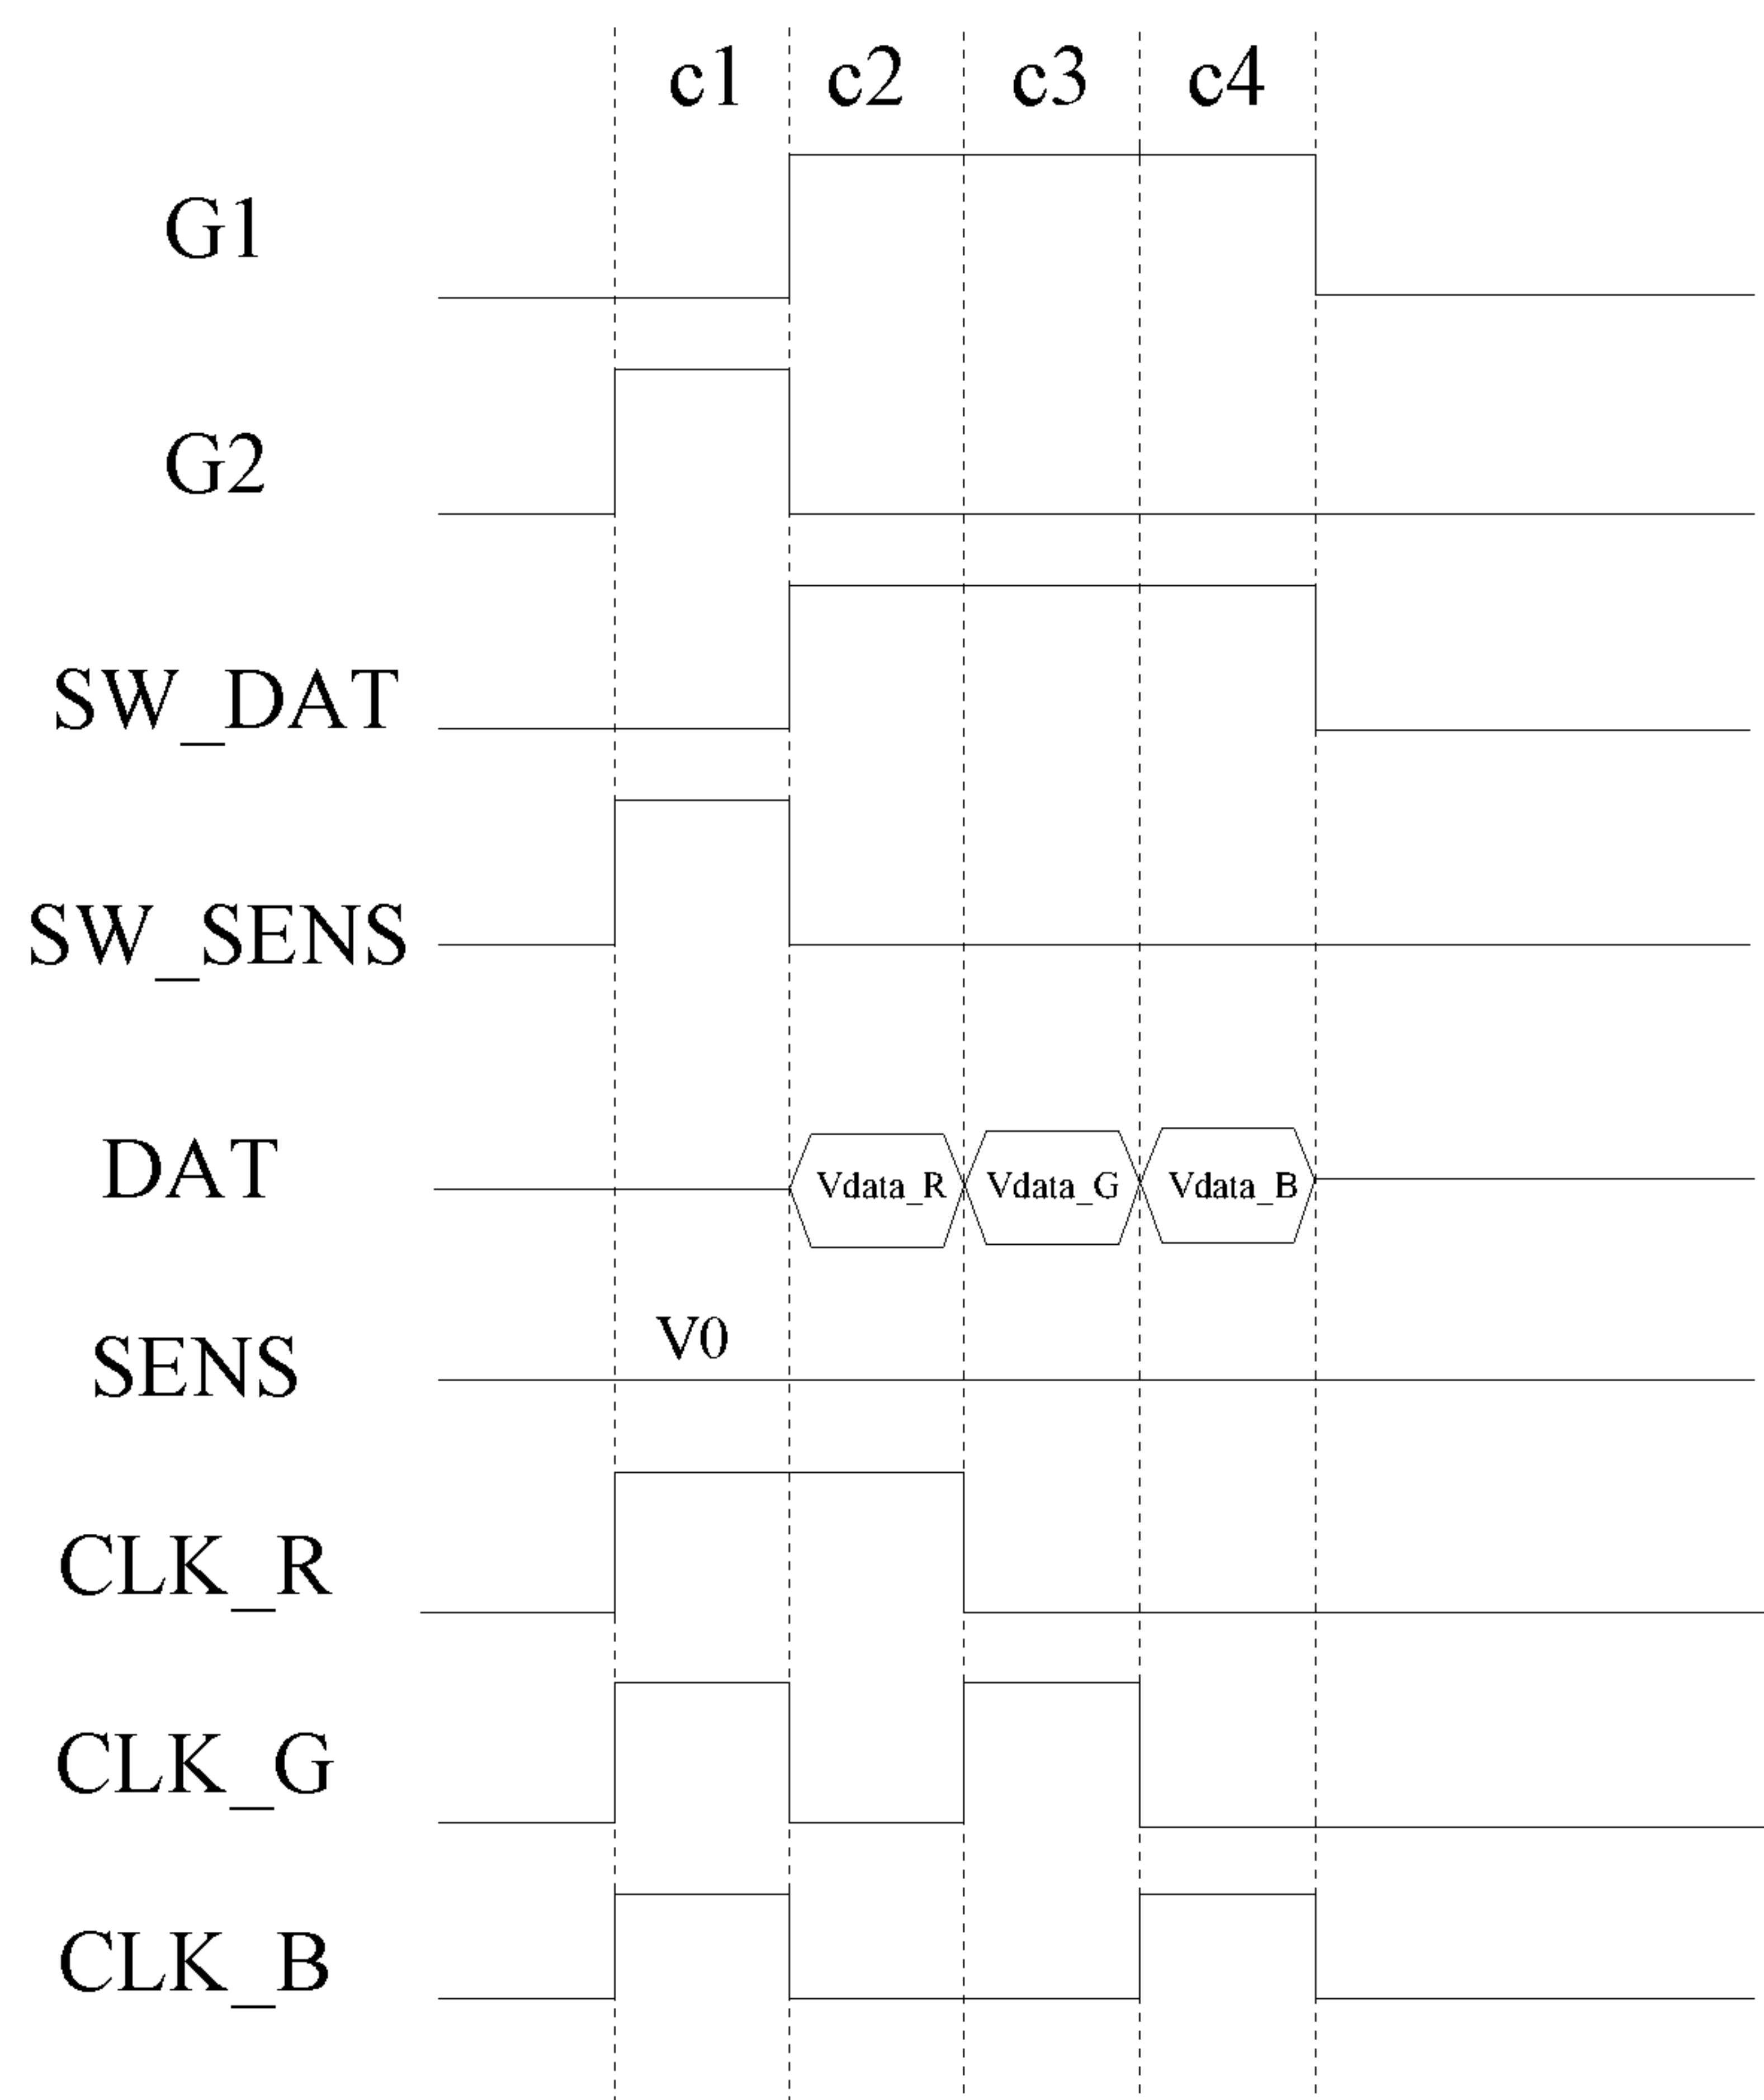 c1 c2 c3 c4
G1
G2
SW_DAT
SW_SENS
DAT Vdata_R Vdata_G Vdata_B
SENS V0
CLK_R
CLK_G
CLK_B